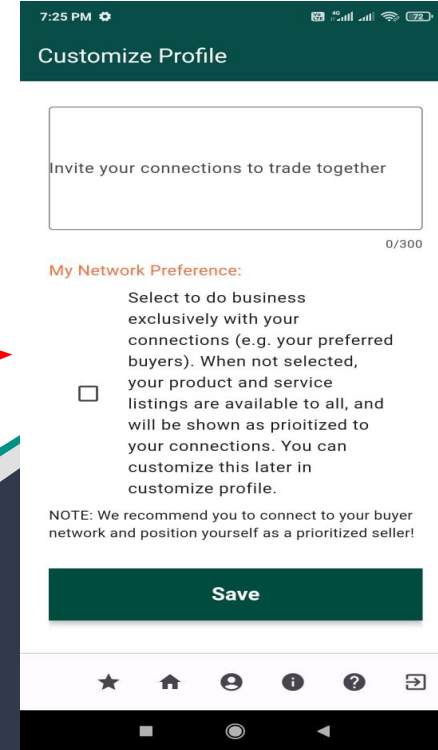 7:25 PM
4G
72
Customize Profile
Invite your connections to trade together
0/300
My Network Preference:
Select to do business
exclusively with your
connections (e.g. your preferred
buyers). When not selected,
your product and service
listings are available to all, and
will be shown as prioitized to
your connections. You can
customize this later in
customize profile.
NOTE: We recommend you to connect to your buyer
network and position yourself as a prioritized seller!
Save